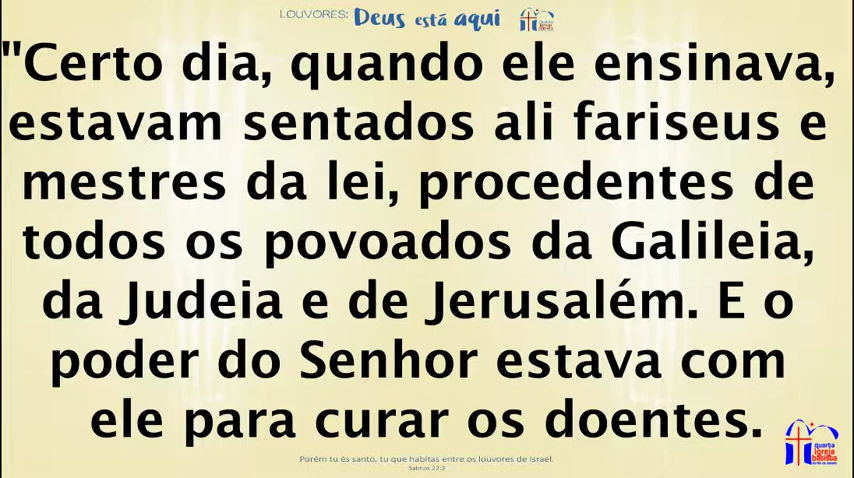 LOUVORES: Deus está aqui
"Certo dia, quando ele ensinava,
estavam sentados ali fariseus e
mestres da lei, procedentes de
todos os povoados da Galileia,
da Judeia e de Jerusalém. E o
poder do Senhor estava com
ele para curar os doentes.
quarta
igreja
batista
Porém tu és santo, tu que habitas entre os louvores de Israel.
Salmos 22:3